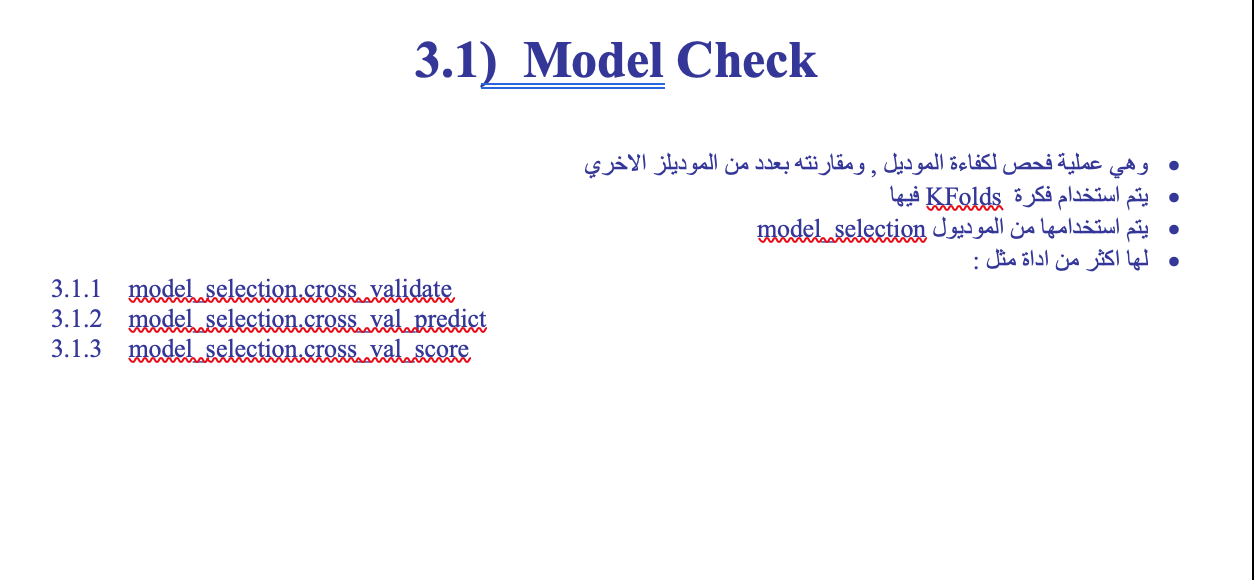 3.1) Model Check
• وهي عملية فحص لكفاءة الموديل , ومقارنته بعدد من الموديلز الاخري
• يتم استخدام فكرة KFolds فيها
• يتم استخدامها من الموديول model_selection
• لها اكثر من اداة مثل :
3.1.1 model_selection.cross_validate
3.1.2 model_selection.cross_val_predict
3.1.3 model_selection.cross_val_score